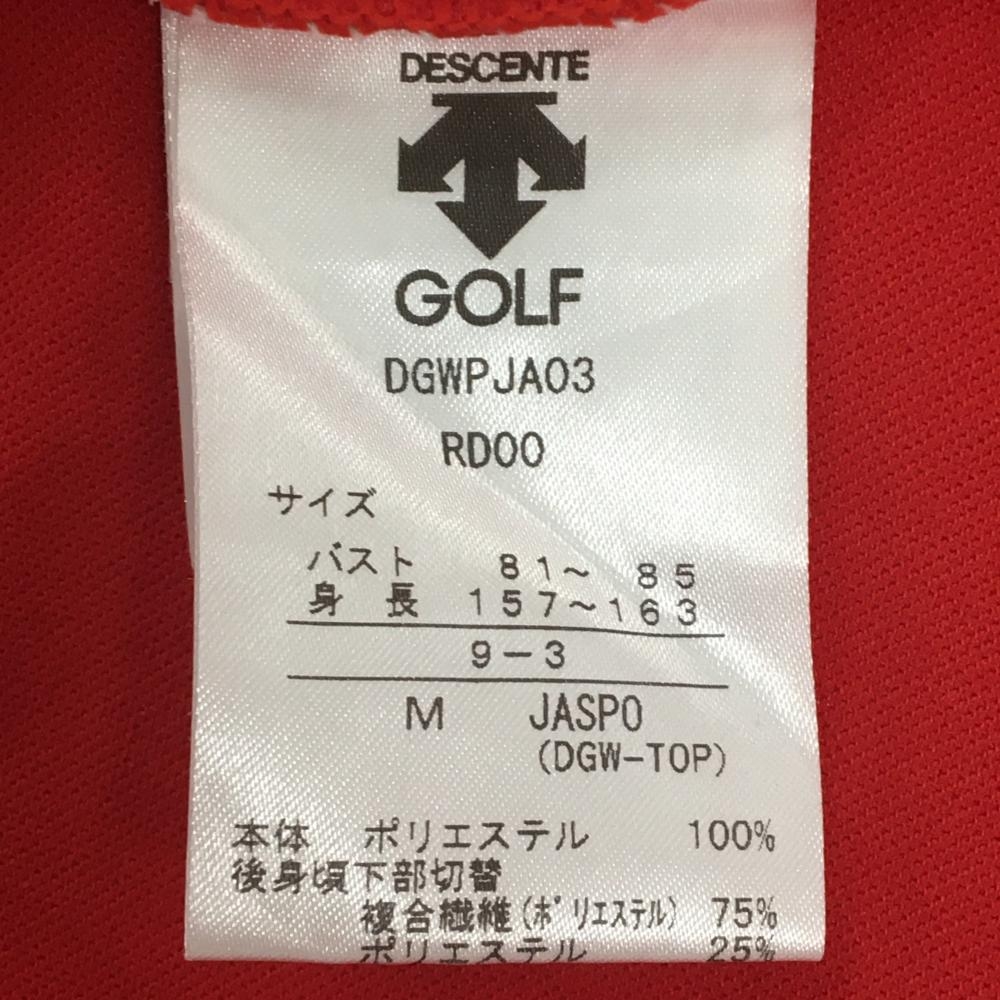 DESCENTE
GOLF
DGWPJA03
RD00
サイズ
バスト 81～ 85
身 長 157～163
9－3
M JASPO
(DGW-TOP)
本体 ポリエステル 100%
後身頃下部切替
複合繊維(ポリエステル) 75%
ポリエステル 25%